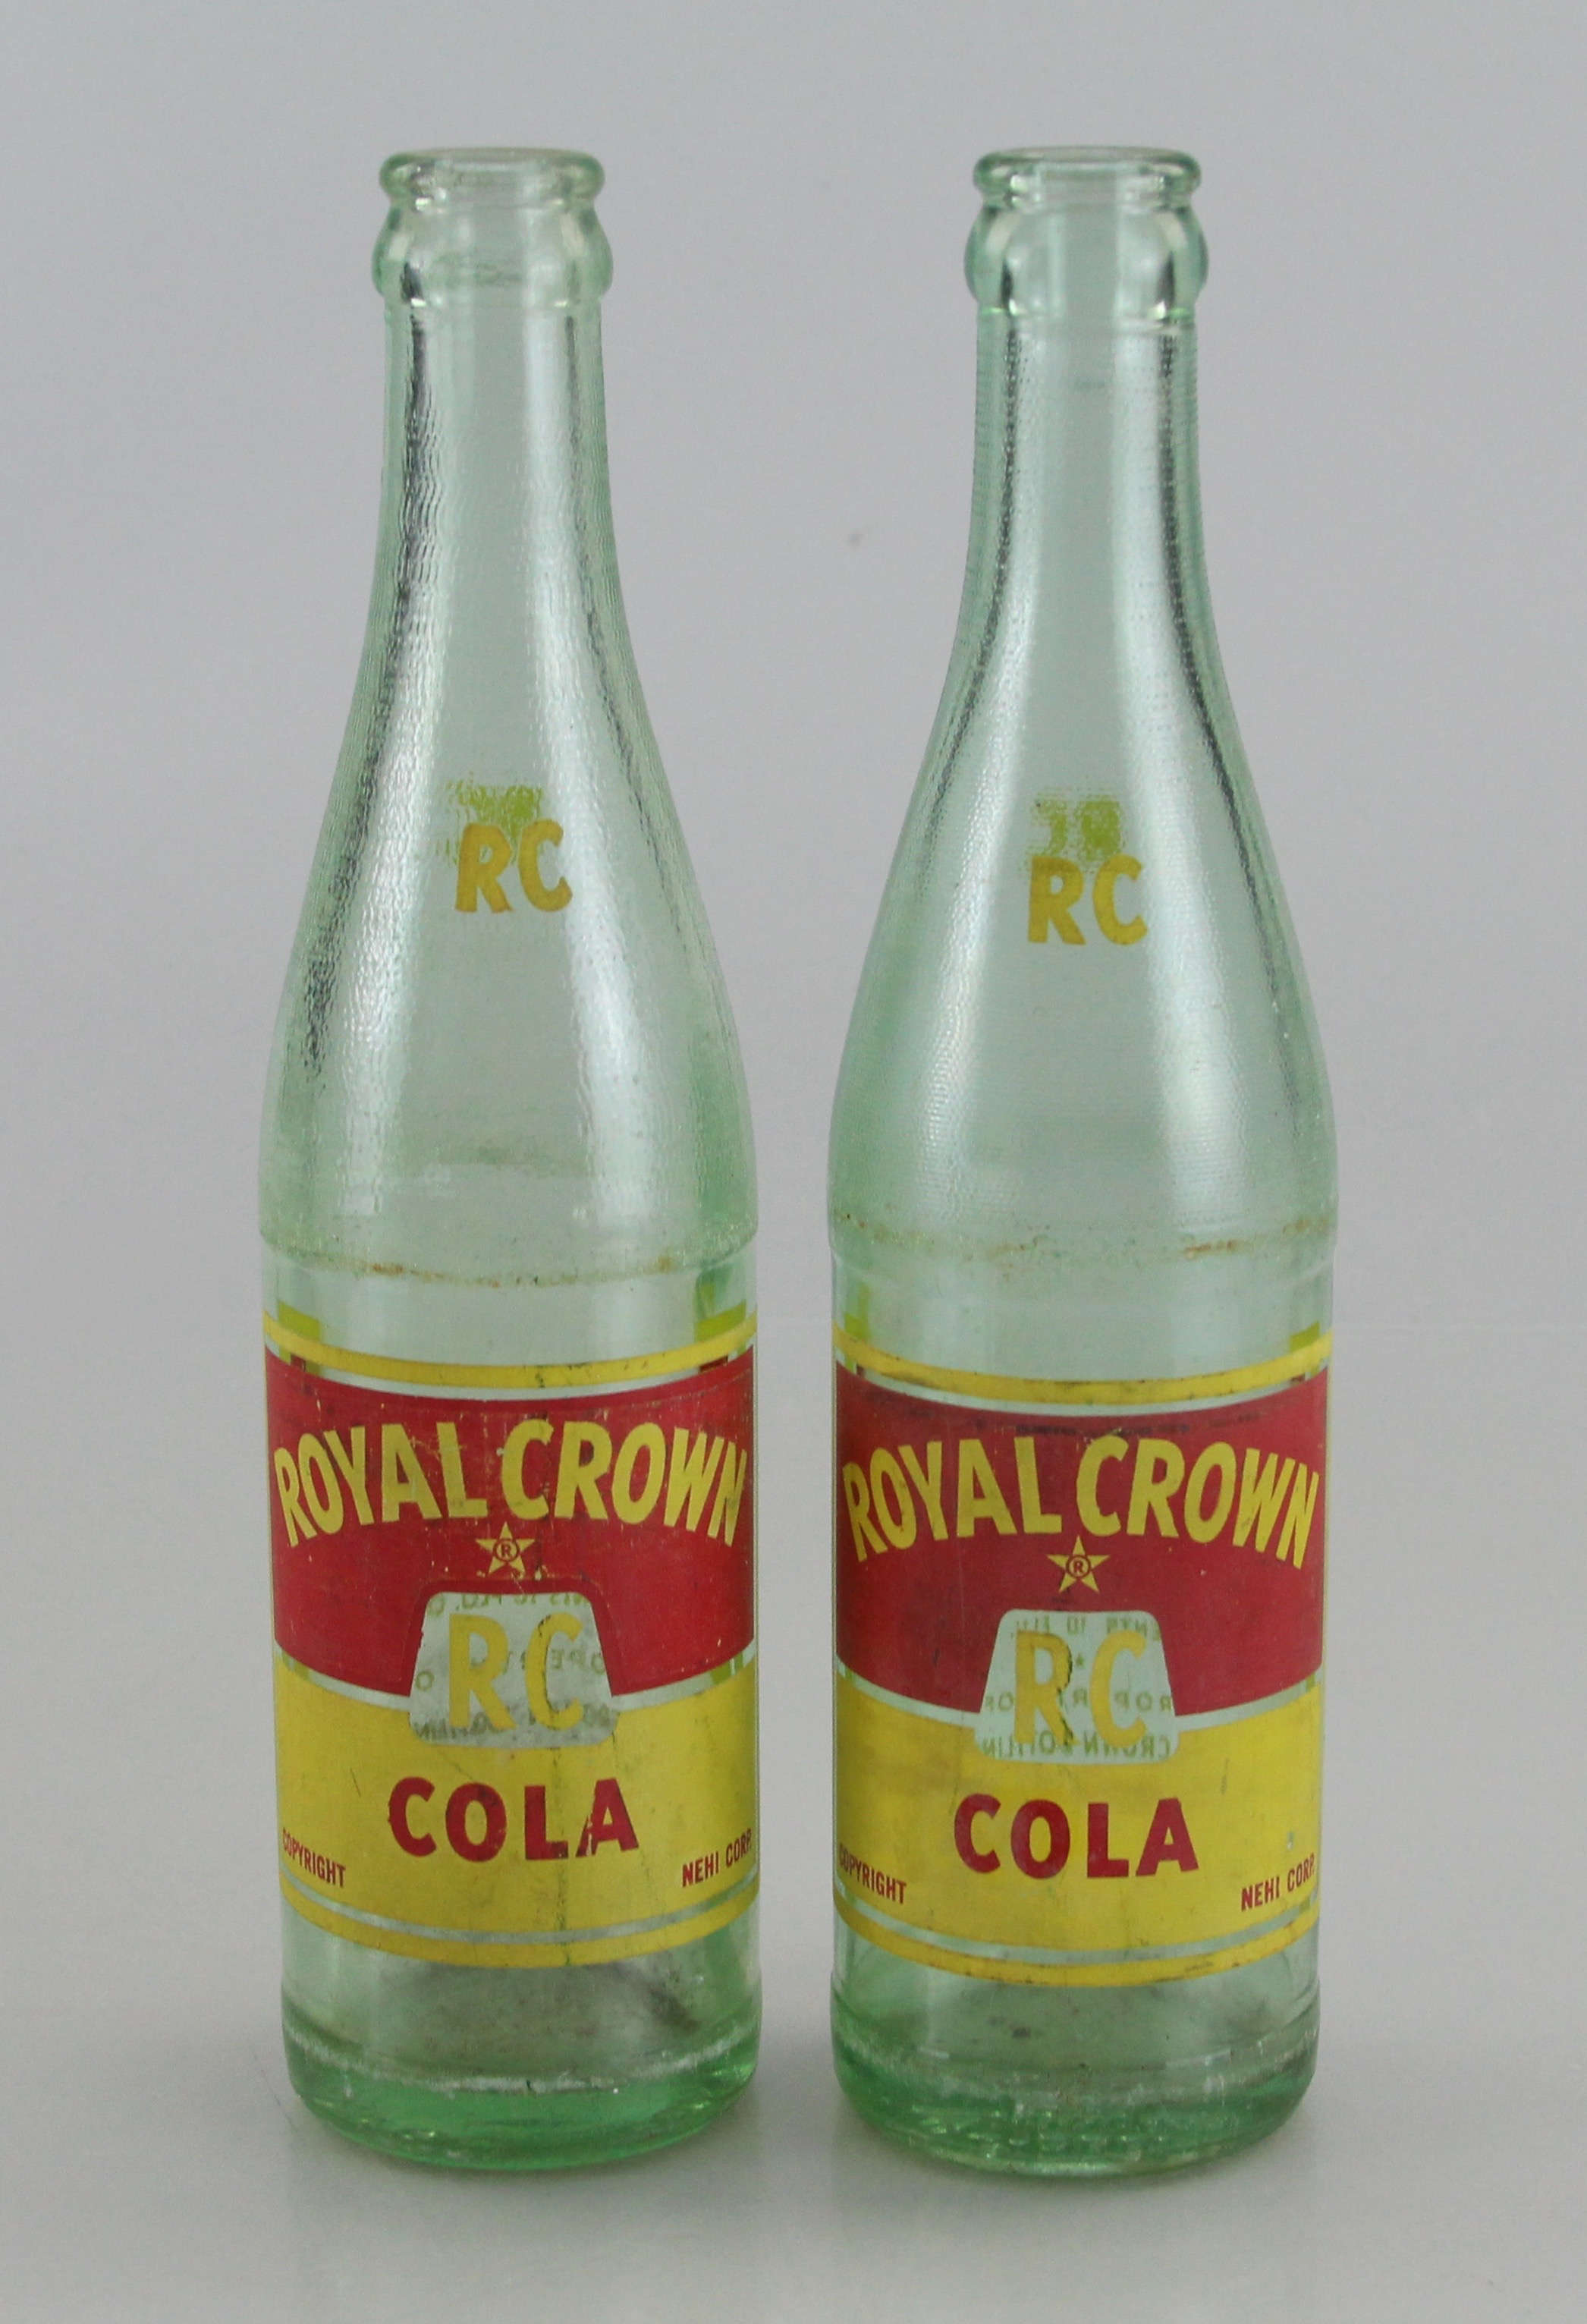 RC
ROYAL CROWN
®
RC
COLA
COPYRIGHT
NEHI CORP.
RC
ROYAL CROWN
®
RC
COLA
COPYRIGHT
NEHI CORP.